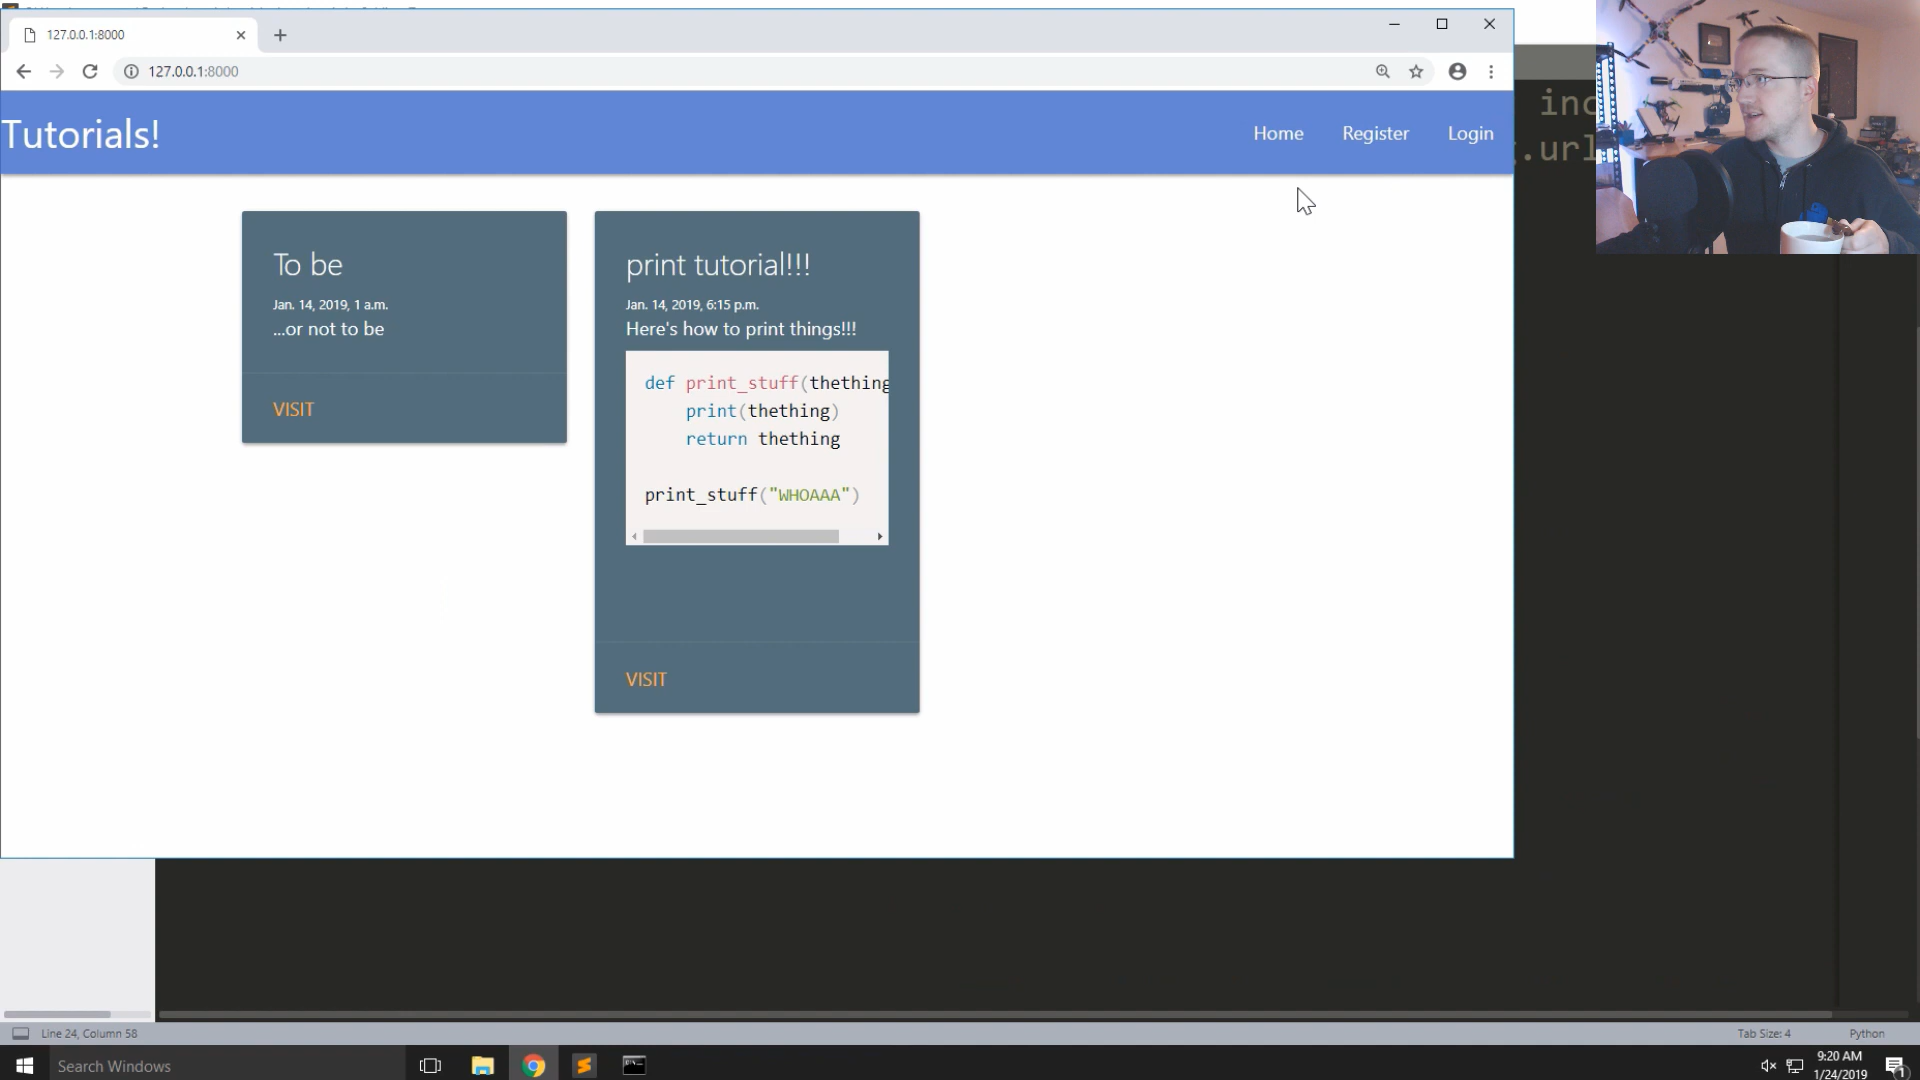 127.0.0.1:8000
127.0.0.1:8000
Tutorials!
Home
Register
Login
inc
.url
To be
Jan. 14, 2019, 1 a.m.
...or not to be
VISIT
print tutorial!!!
Jan. 14, 2019, 6:15 p.m.
Here's how to print things!!!
def print_stuff(thething
print(thething)
return thething
print_stuff("WHOAAA")
VISIT
Line 24, Column 58
Tab Size: 4
Python
Search Windows
9:20 AM
1/24/2019
1